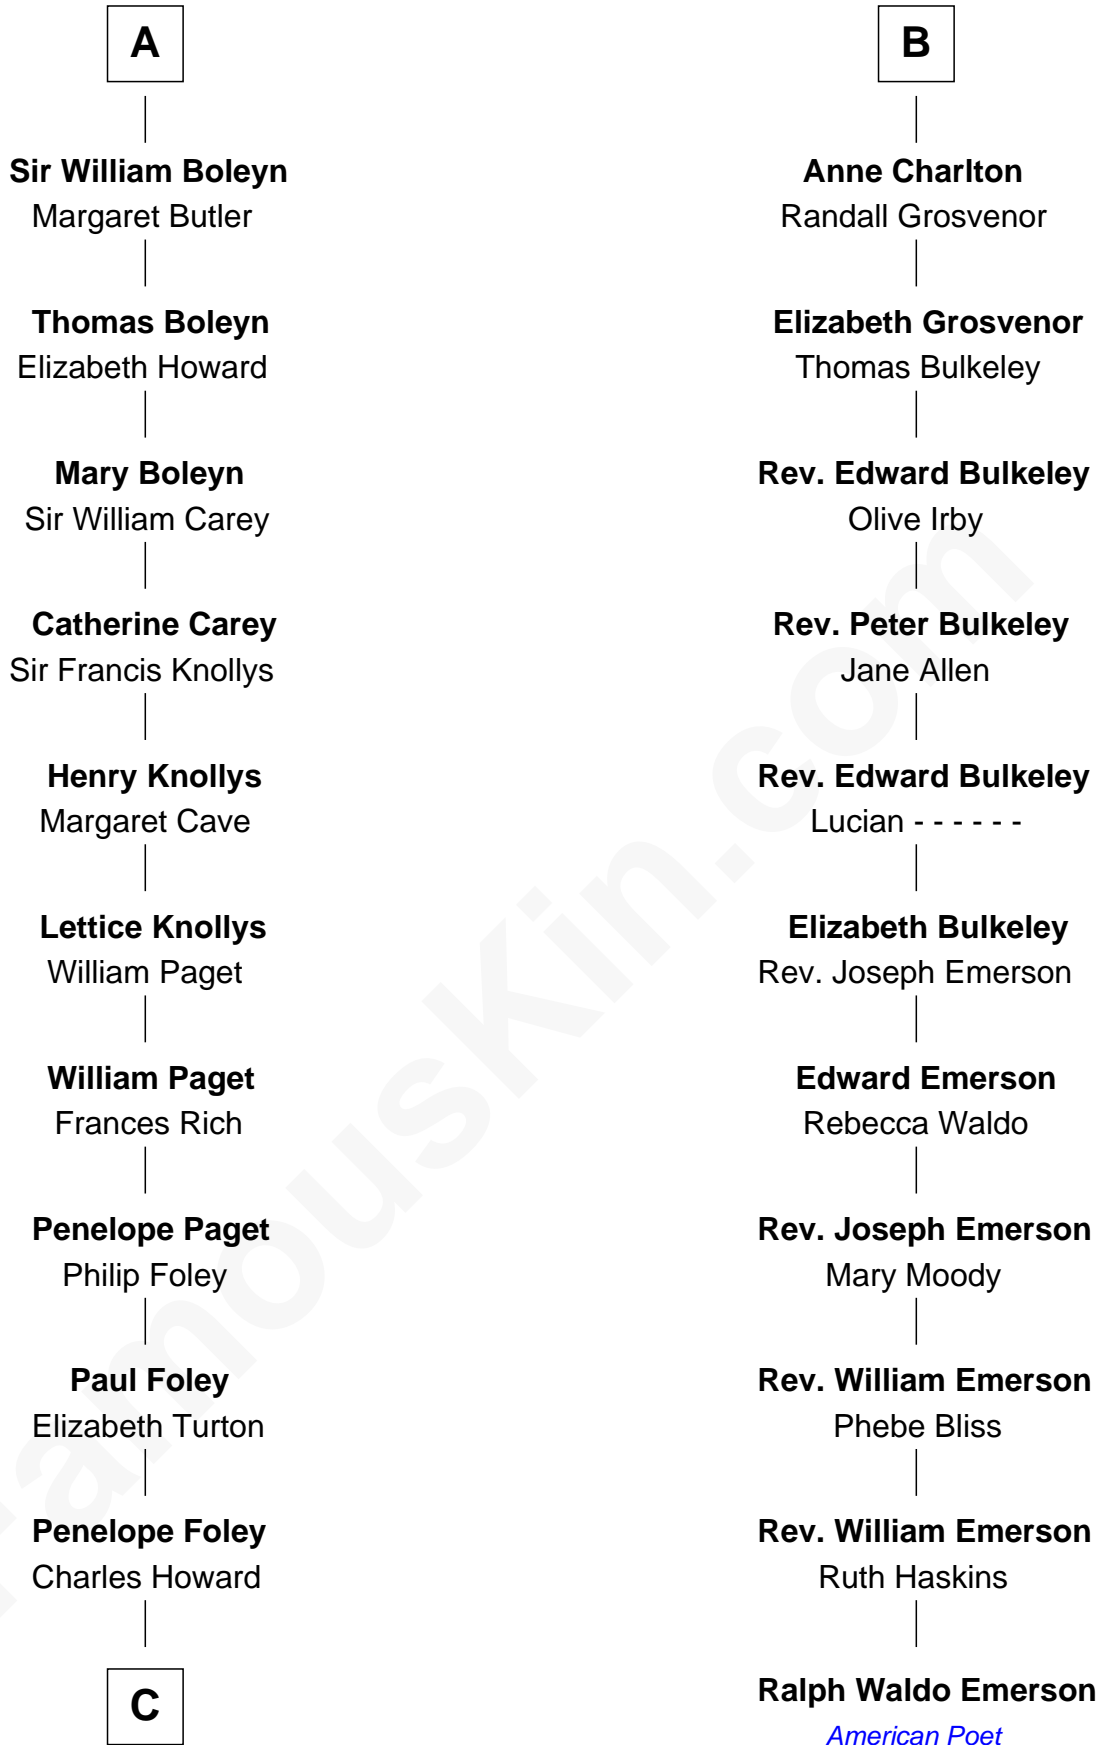 A
Sir William Boleyn
Margaret Butler
Thomas Boleyn
Elizabeth Howard
Mary Boleyn
Sir William Carey
Catherine Carey
Sir Francis Knollys
Henry Knollys
Margaret Cave
Lettice Knollys
William Paget
William Paget
Frances Rich
Penelope Paget
Philip Foley
Paul Foley
Elizabeth Turton
Penelope Foley
Charles Howard
C
B
Anne Charlton
Randall Grosvenor
Elizabeth Grosvenor
Thomas Bulkeley
Rev. Edward Bulkeley
Olive Irby
Rev. Peter Bulkeley
Jane Allen
Rev. Edward Bulkeley
Lucian - - - - - -
Elizabeth Bulkeley
Rev. Joseph Emerson
Edward Emerson
Rebecca Waldo
Rev. Joseph Emerson
Mary Moody
Rev. William Emerson
Phebe Bliss
Rev. William Emerson
Ruth Haskins
Ralph Waldo Emerson
American Poet
FamousKin.com